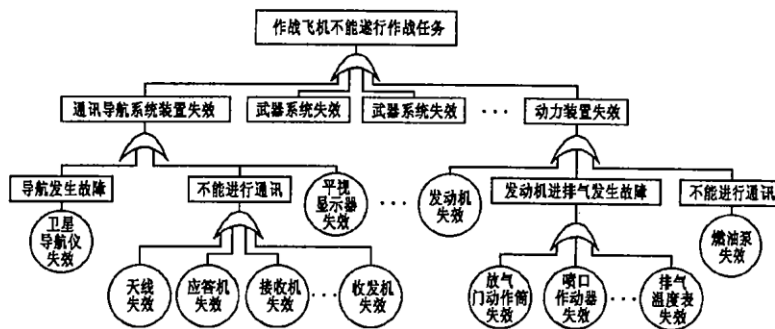 作战飞机不能遂行作战任务
通讯导航系统装置失效
武器系统失效
武器系统失效
···
动力装置失效
导航发生故障
不能进行通讯
平视
显示器
失效
···
发动机
失效
发动机进排气发生故障
不能进行通讯
卫星
导航仪
失效
燃油泵
失效
天线
失效
应答机
失效
接收机
失效
···
收发机
失效
放气
门动作筒
失效
喷口
作动器
失效
···
排气
温度表
失效